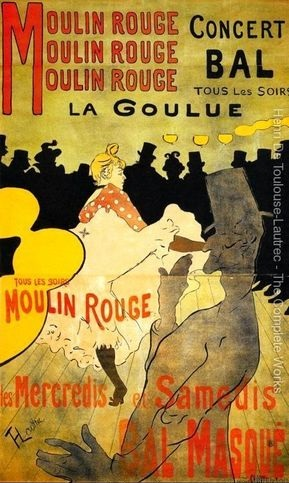 MOULIN ROUGE CONCERT
MOULIN ROUGE BAL
MOULIN ROUGE TOUS LES SOIRS
LA GOULUE
TOUS LES SOIRS
MOULIN ROUGE
les Mercredis et Samedis
BAL MASQUÉ
Henri De Toulouse-Lautrec - The Complete Works